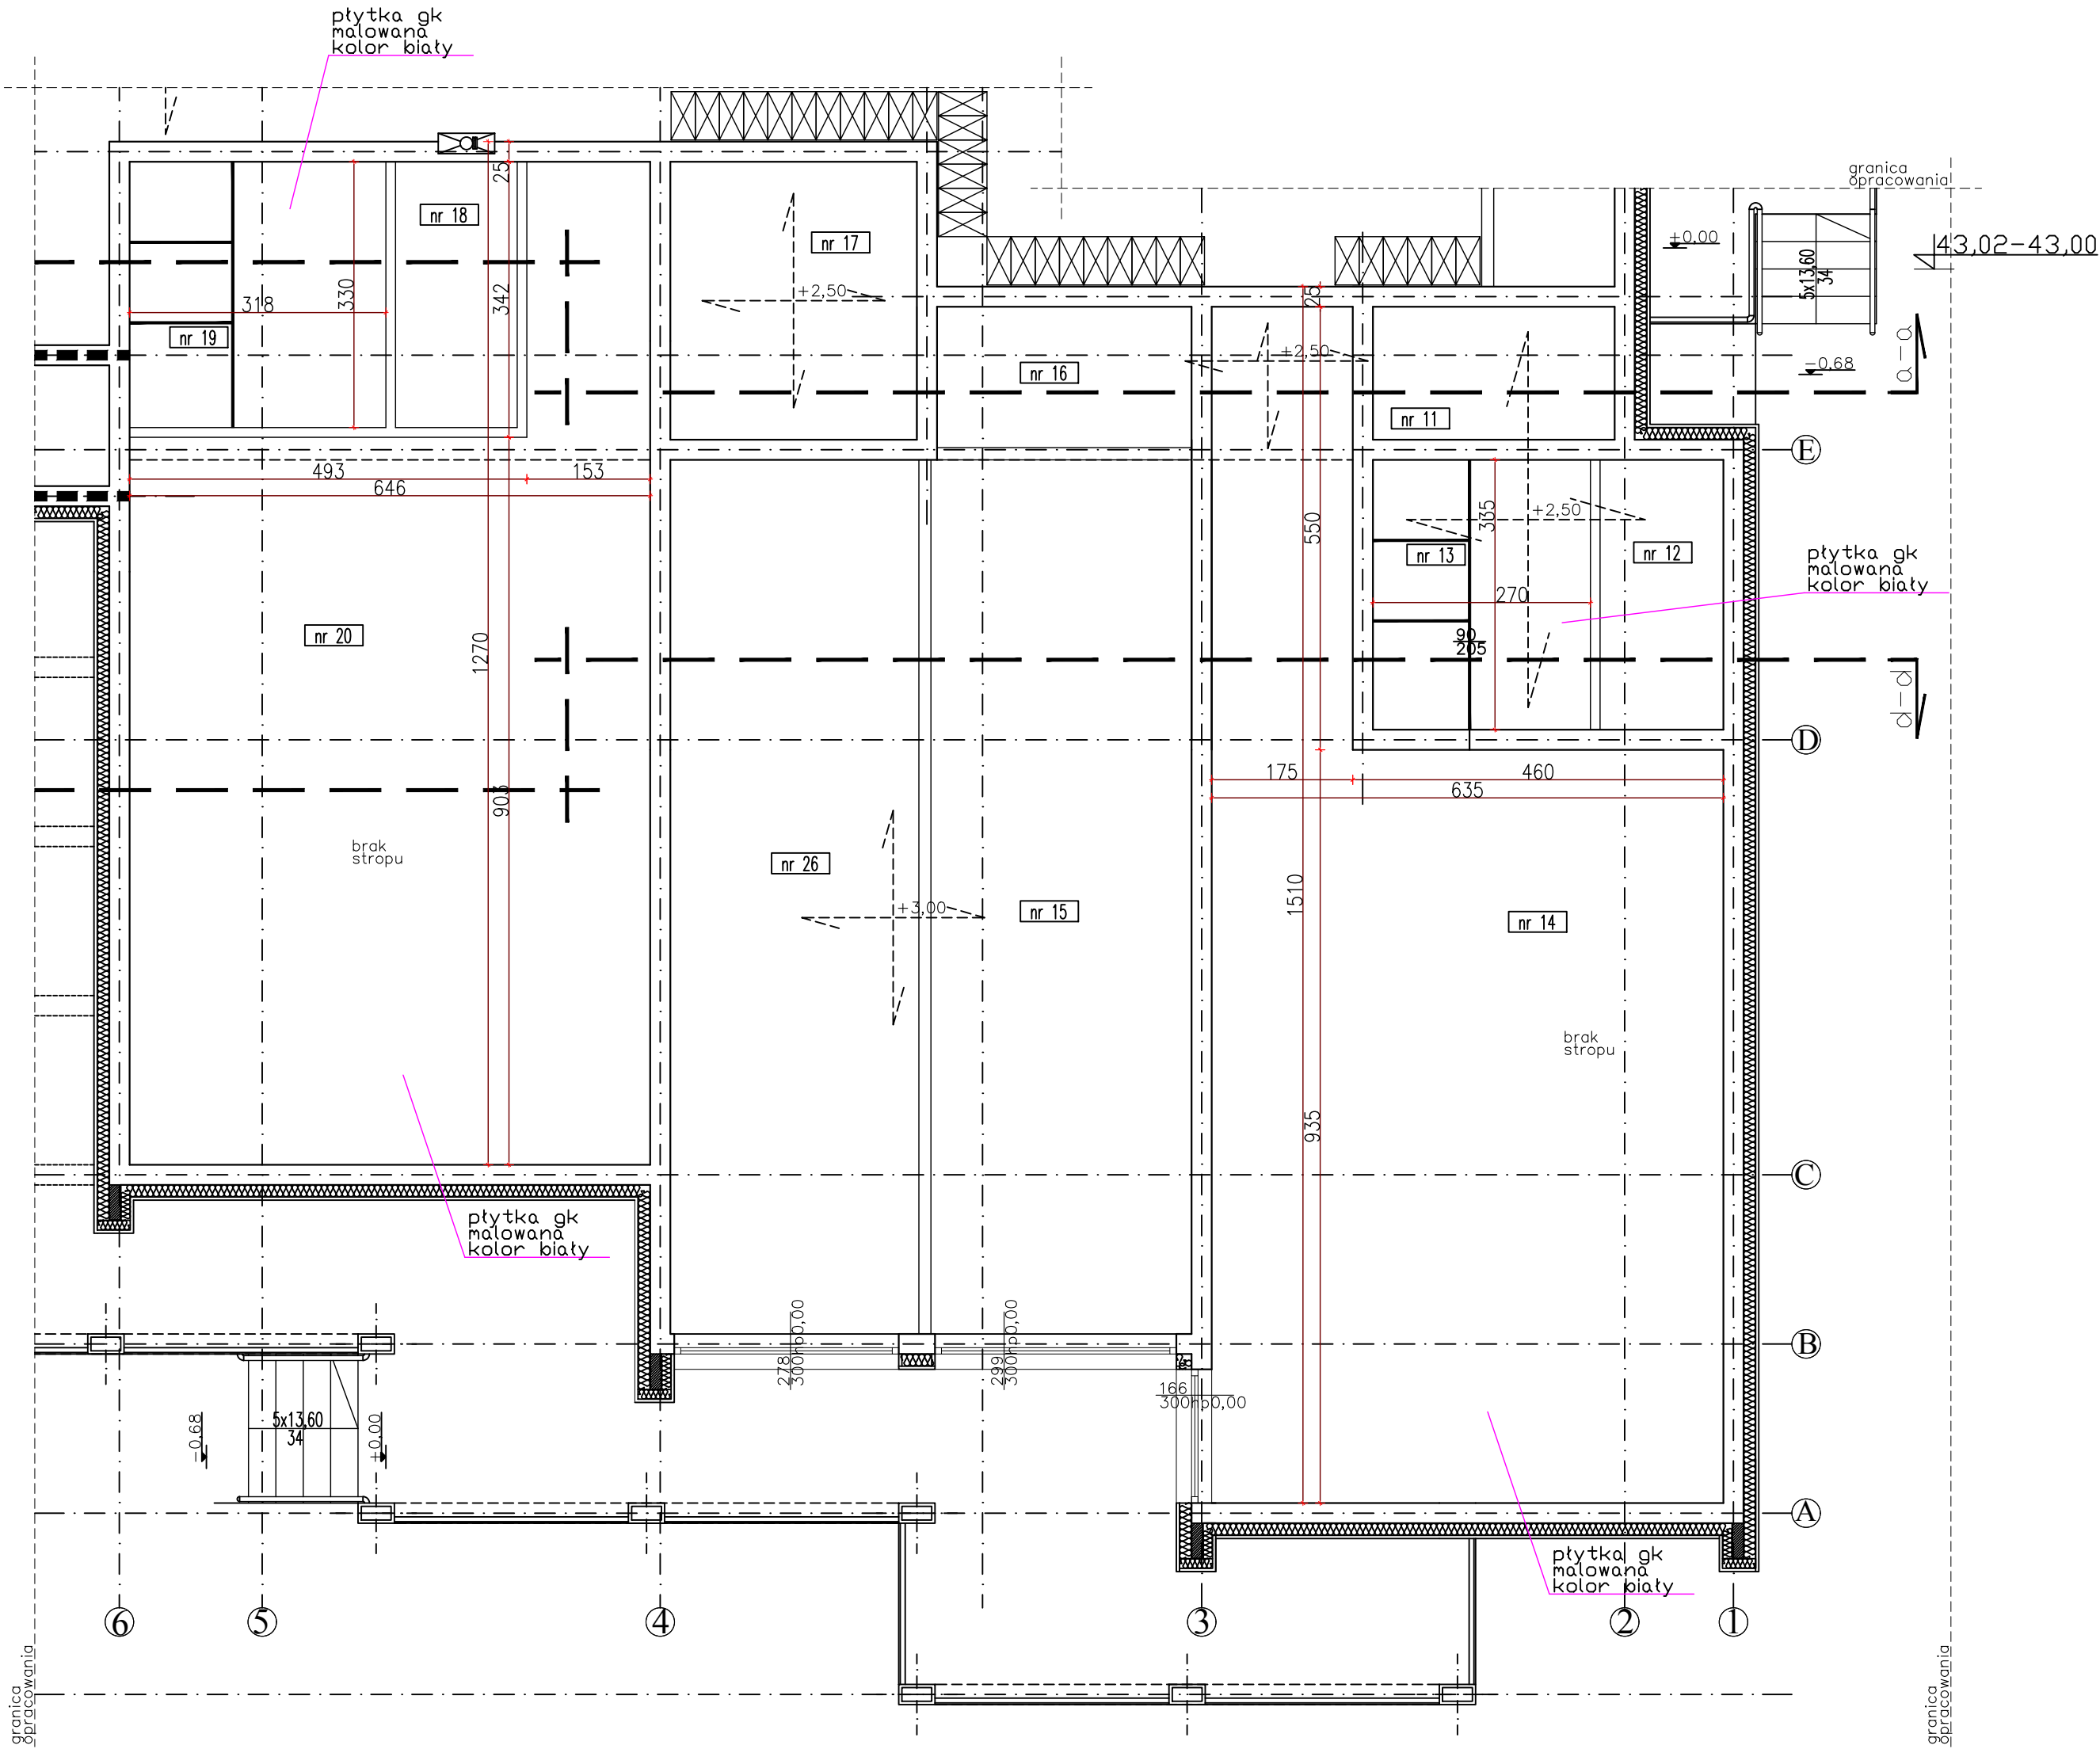 płytka gk
malowana
kolor biały
granica
opracowania
25
nr 18
nr 17
+0,00
43,02-43,00
5x13,60
34
+2,50
25
318
330
342
nr 19
+2,50
nr 16
-0,68
a-a
nr 11
E
493
153
646
550
335
+2,50
nr 13
nr 12
płytka gk
malowana
kolor biały
270
90
205
nr 20
1270
d-d
D
175
460
635
903
brak
stropu
nr 26
+3,00
nr 15
1510
nr 14
brak
stropu
935
C
płytka gk
malowana
kolor biały
278
300hp0,00
299
300hp0,00
B
166
300hp0,00
-0,68
5x13,60
34
+0,00
A
płytka gk
malowana
kolor biały
6
5
4
3
2
1
granica
opracowania
granica
opracowania